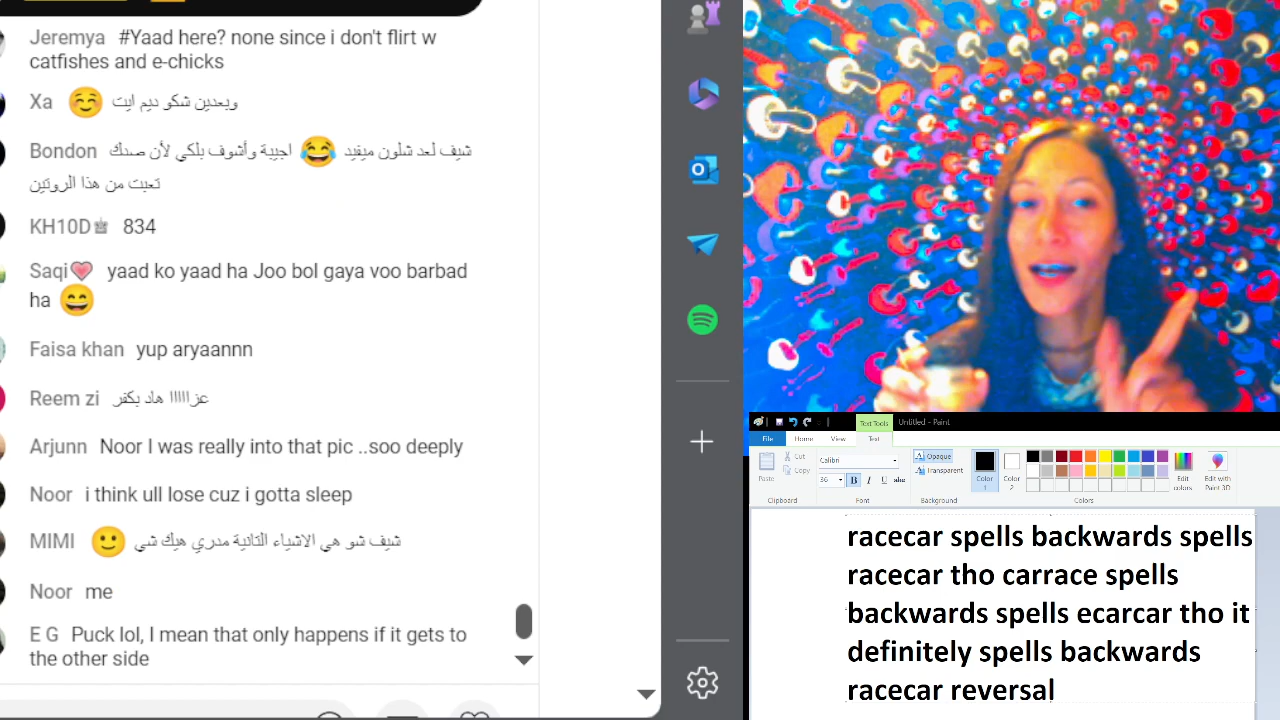 Jeremya #Yaad here? none since i don't flirt w
catfishes and e-chicks
Xa ☺️ وبعدين شكو ديم ايت
Bondon شيف لعد شلون ميفيد 😂 اجيبة وأشوف بلكي لأن صدك
تعبت من هذا الروتين
KH10D♕ 834
Saqi💗 yaad ko yaad ha Joo bol gaya voo barbad
ha 😄
Faisa khan yup aryaannn
Reem zi عزااااا هاد بكفر
Arjum Noor I was really into that pic ..soo deeply
Noor i think ull lose cuz i gotta sleep
MIMI 🙂 شيف شو هي الاشياء التانية مدري هيك شي
Noor me
E G Puck lol, I mean that only happens if it gets to
the other side
Text Tools Untitled - Paint
File Home View Text
Paste Cut Copy
Clipboard
Calibri
36 B I U abc
Font
Opaque
Transparent
Background
Color 1
Color 2
Edit colors
Edit with Paint 3D
Colors
racecar spells backwards spells
racecar tho carrace spells
backwards spells ecarcar tho it
definitely spells backwards
racecar reversal